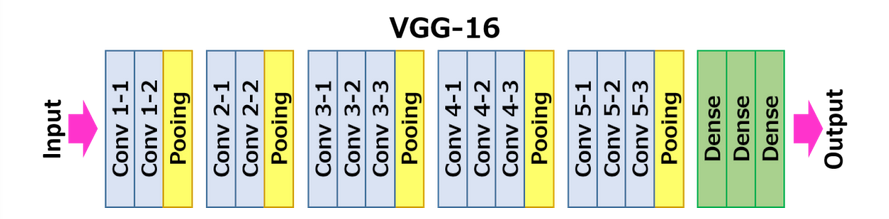 VGG-16
Input
Conv 1-1
Conv 1-2
Pooing
Conv 2-1
Conv 2-2
Pooing
Conv 3-1
Conv 3-2
Conv 3-3
Pooing
Conv 4-1
Conv 4-2
Conv 4-3
Pooing
Conv 5-1
Conv 5-2
Conv 5-3
Pooing
Dense
Dense
Dense
Output